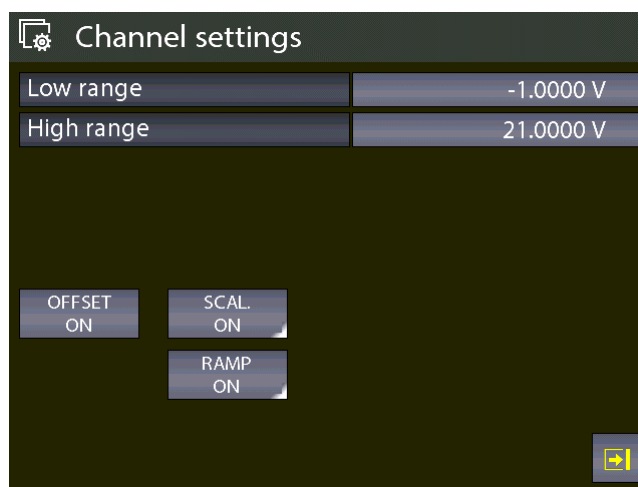 Channel settings
Low range -1.0000 V
High range 21.0000 V
OFFSET SCAL.
ON ON
RAMP
ON